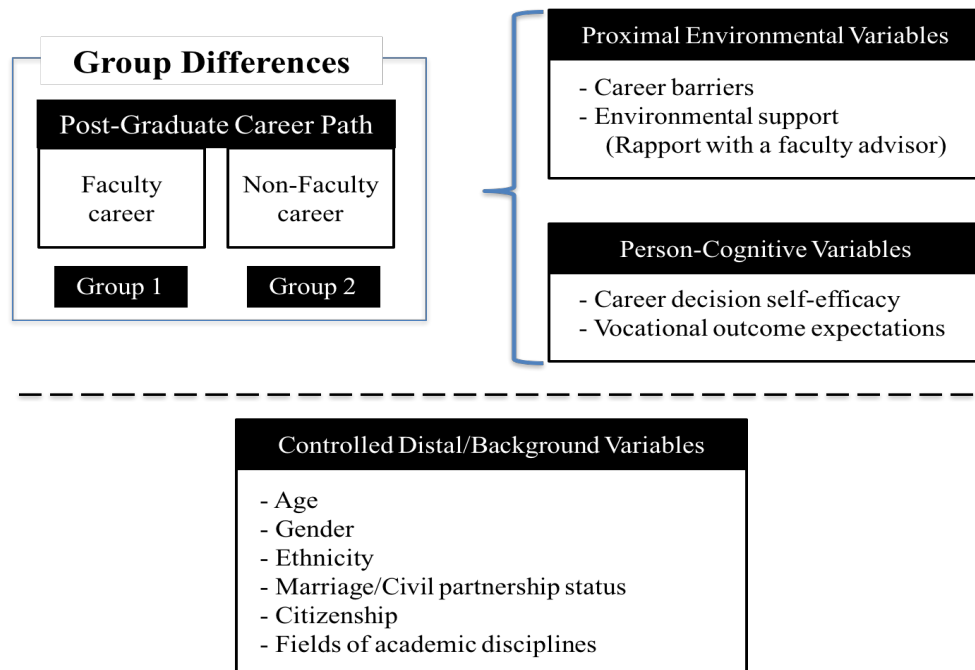 Group Differences
Post-Graduate Career Path
Faculty
career
Non-Faculty
career
Group 1
Group 2
Proximal Environmental Variables
- Career barriers
- Environmental support
(Rapport with a faculty advisor)
Person-Cognitive Variables
- Career decision self-efficacy
- Vocational outcome expectations
Controlled Distal/Background Variables
- Age
- Gender
- Ethnicity
- Marriage/Civil partnership status
- Citizenship
- Fields of academic disciplines